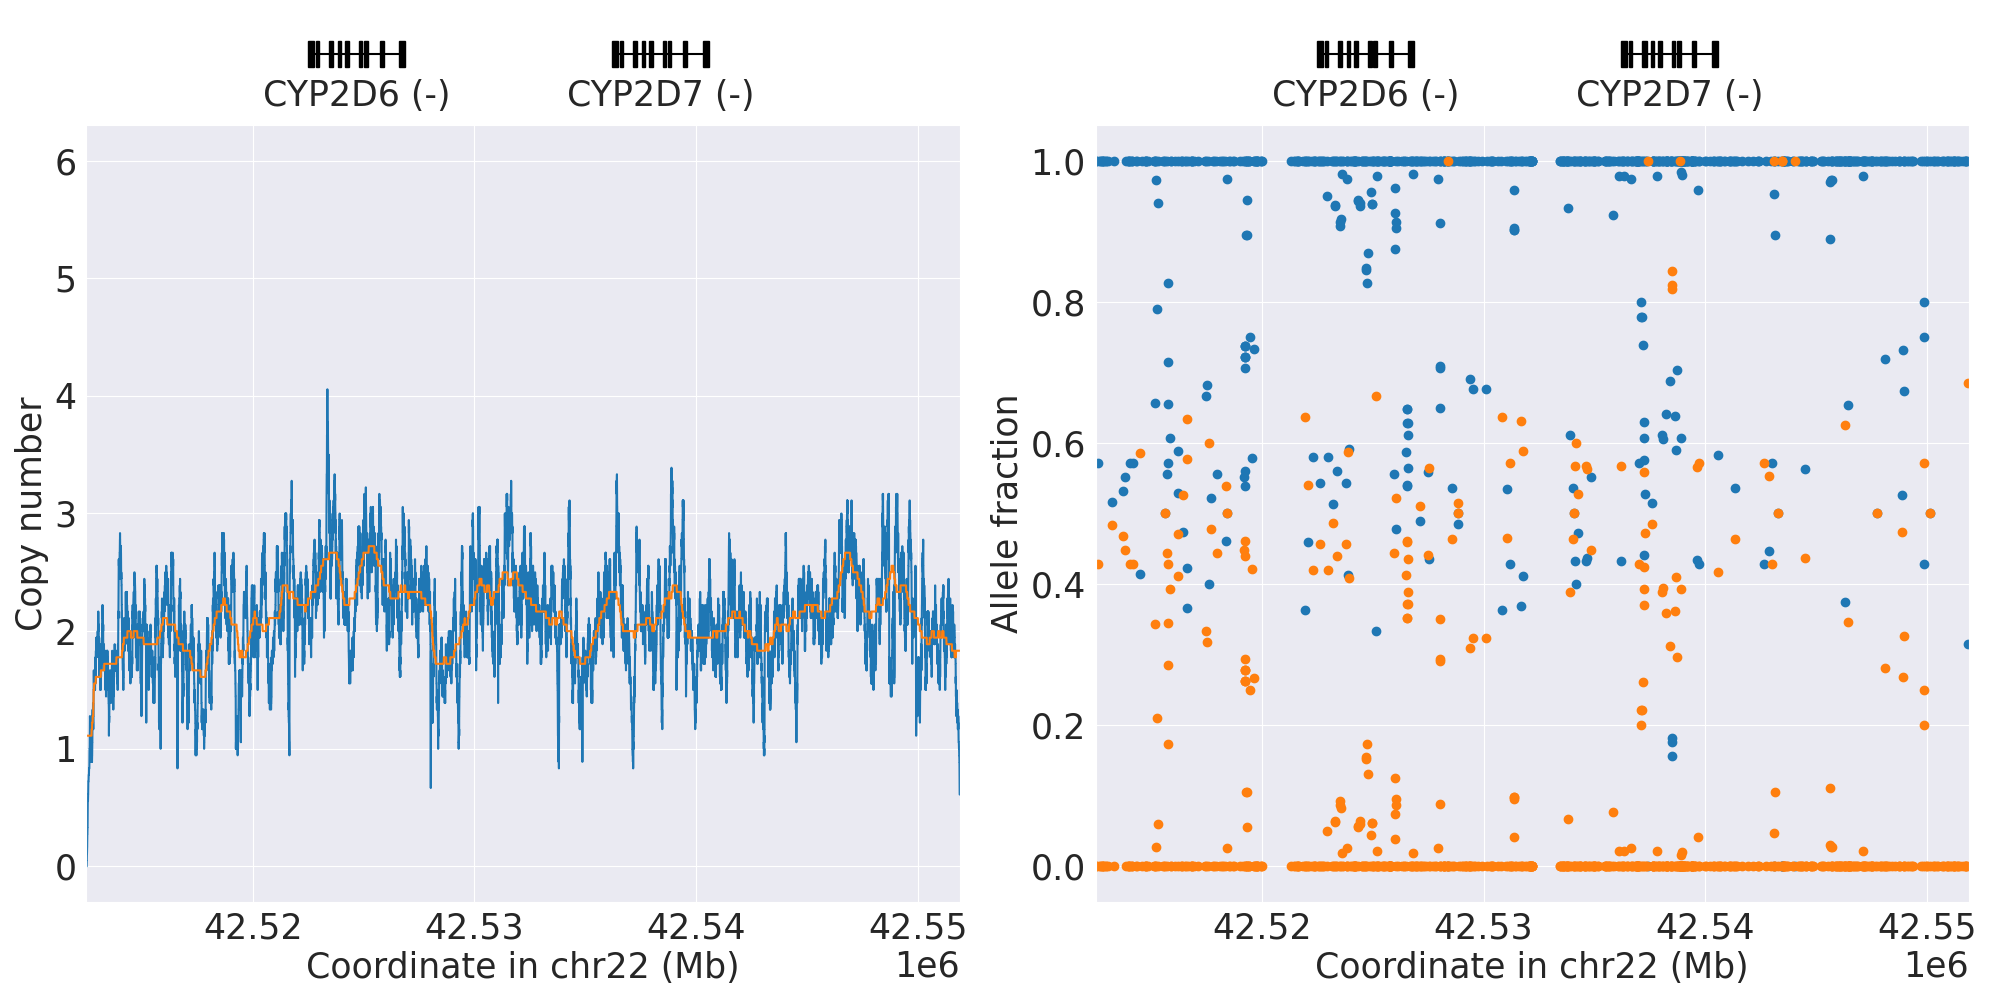 CYP2D6 (-) CYP2D7 (-)
6
5
4
3
2
1
0
Copy number
42.52 42.53 42.54 42.55
Coordinate in chr22 (Mb)
1e6
CYP2D6 (-) CYP2D7 (-)
1.0
0.8
0.6
0.4
0.2
0.0
Allele fraction
42.52 42.53 42.54 42.55
Coordinate in chr22 (Mb)
1e6